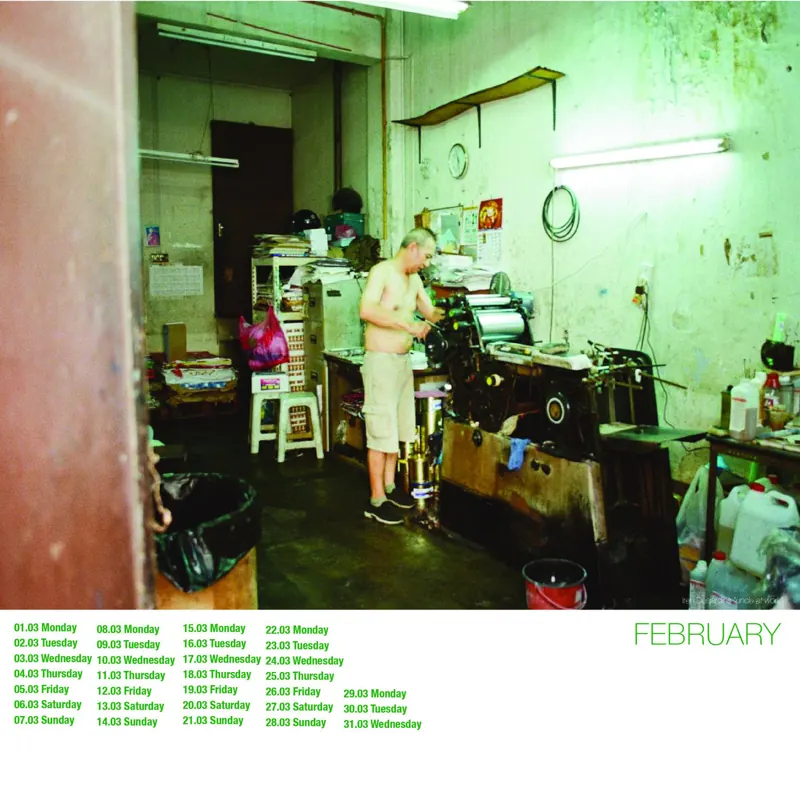 FEBRUARY
01.03 Monday
02.03 Tuesday
03.03 Wednesday
04.03 Thursday
05.03 Friday
06.03 Saturday
07.03 Sunday
08.03 Monday
09.03 Tuesday
10.03 Wednesday
11.03 Thursday
12.03 Friday
13.03 Saturday
14.03 Sunday
15.03 Monday
16.03 Tuesday
17.03 Wednesday
18.03 Thursday
19.03 Friday
20.03 Saturday
21.03 Sunday
22.03 Monday
23.03 Tuesday
24.03 Wednesday
25.03 Thursday
26.03 Friday
27.03 Saturday
28.03 Sunday
29.03 Monday
30.03 Tuesday
31.03 Wednesday